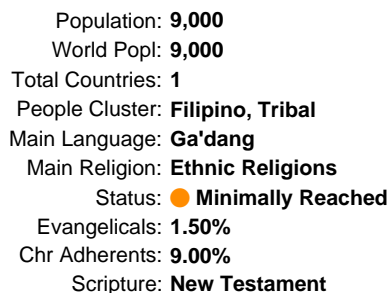 Population: 9,000
World Popl: 9,000
Total Countries: 1
People Cluster: Filipino, Tribal
Main Language: Ga'dang
Main Religion: Ethnic Religions
Status: Minimally Reached
Evangelicals: 1.50%
Chr Adherents: 9.00%
Scripture: New Testament